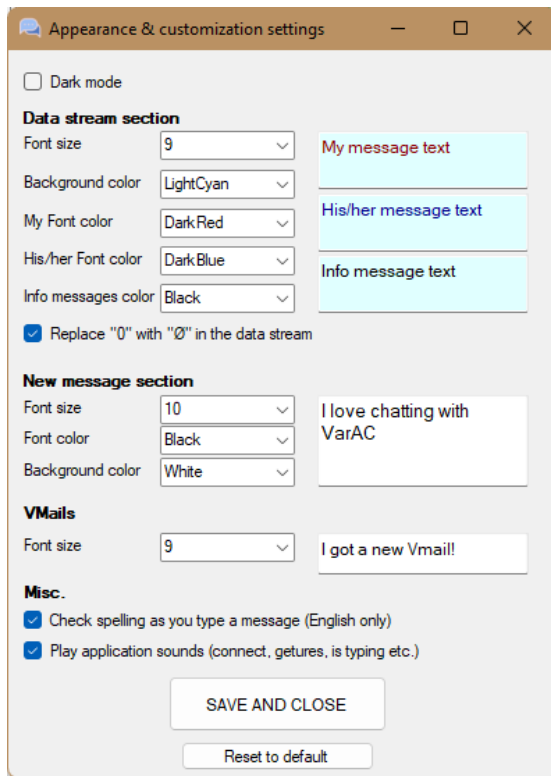 Appearance & customization settings
Dark mode
Data stream section
Font size 9 My message text
Background color LightCyan
My Font color DarkRed His/her message text
His/her Font color DarkBlue
Info messages color Black Info message text
Replace "0" with "Ø" in the data stream
New message section
Font size 10 I love chatting with
Font color Black VarAC
Background color White
VMails
Font size 9 I got a new Vmail!
Misc.
Check spelling as you type a message (English only)
Play application sounds (connect, getures, is typing etc.)
SAVE AND CLOSE
Reset to default